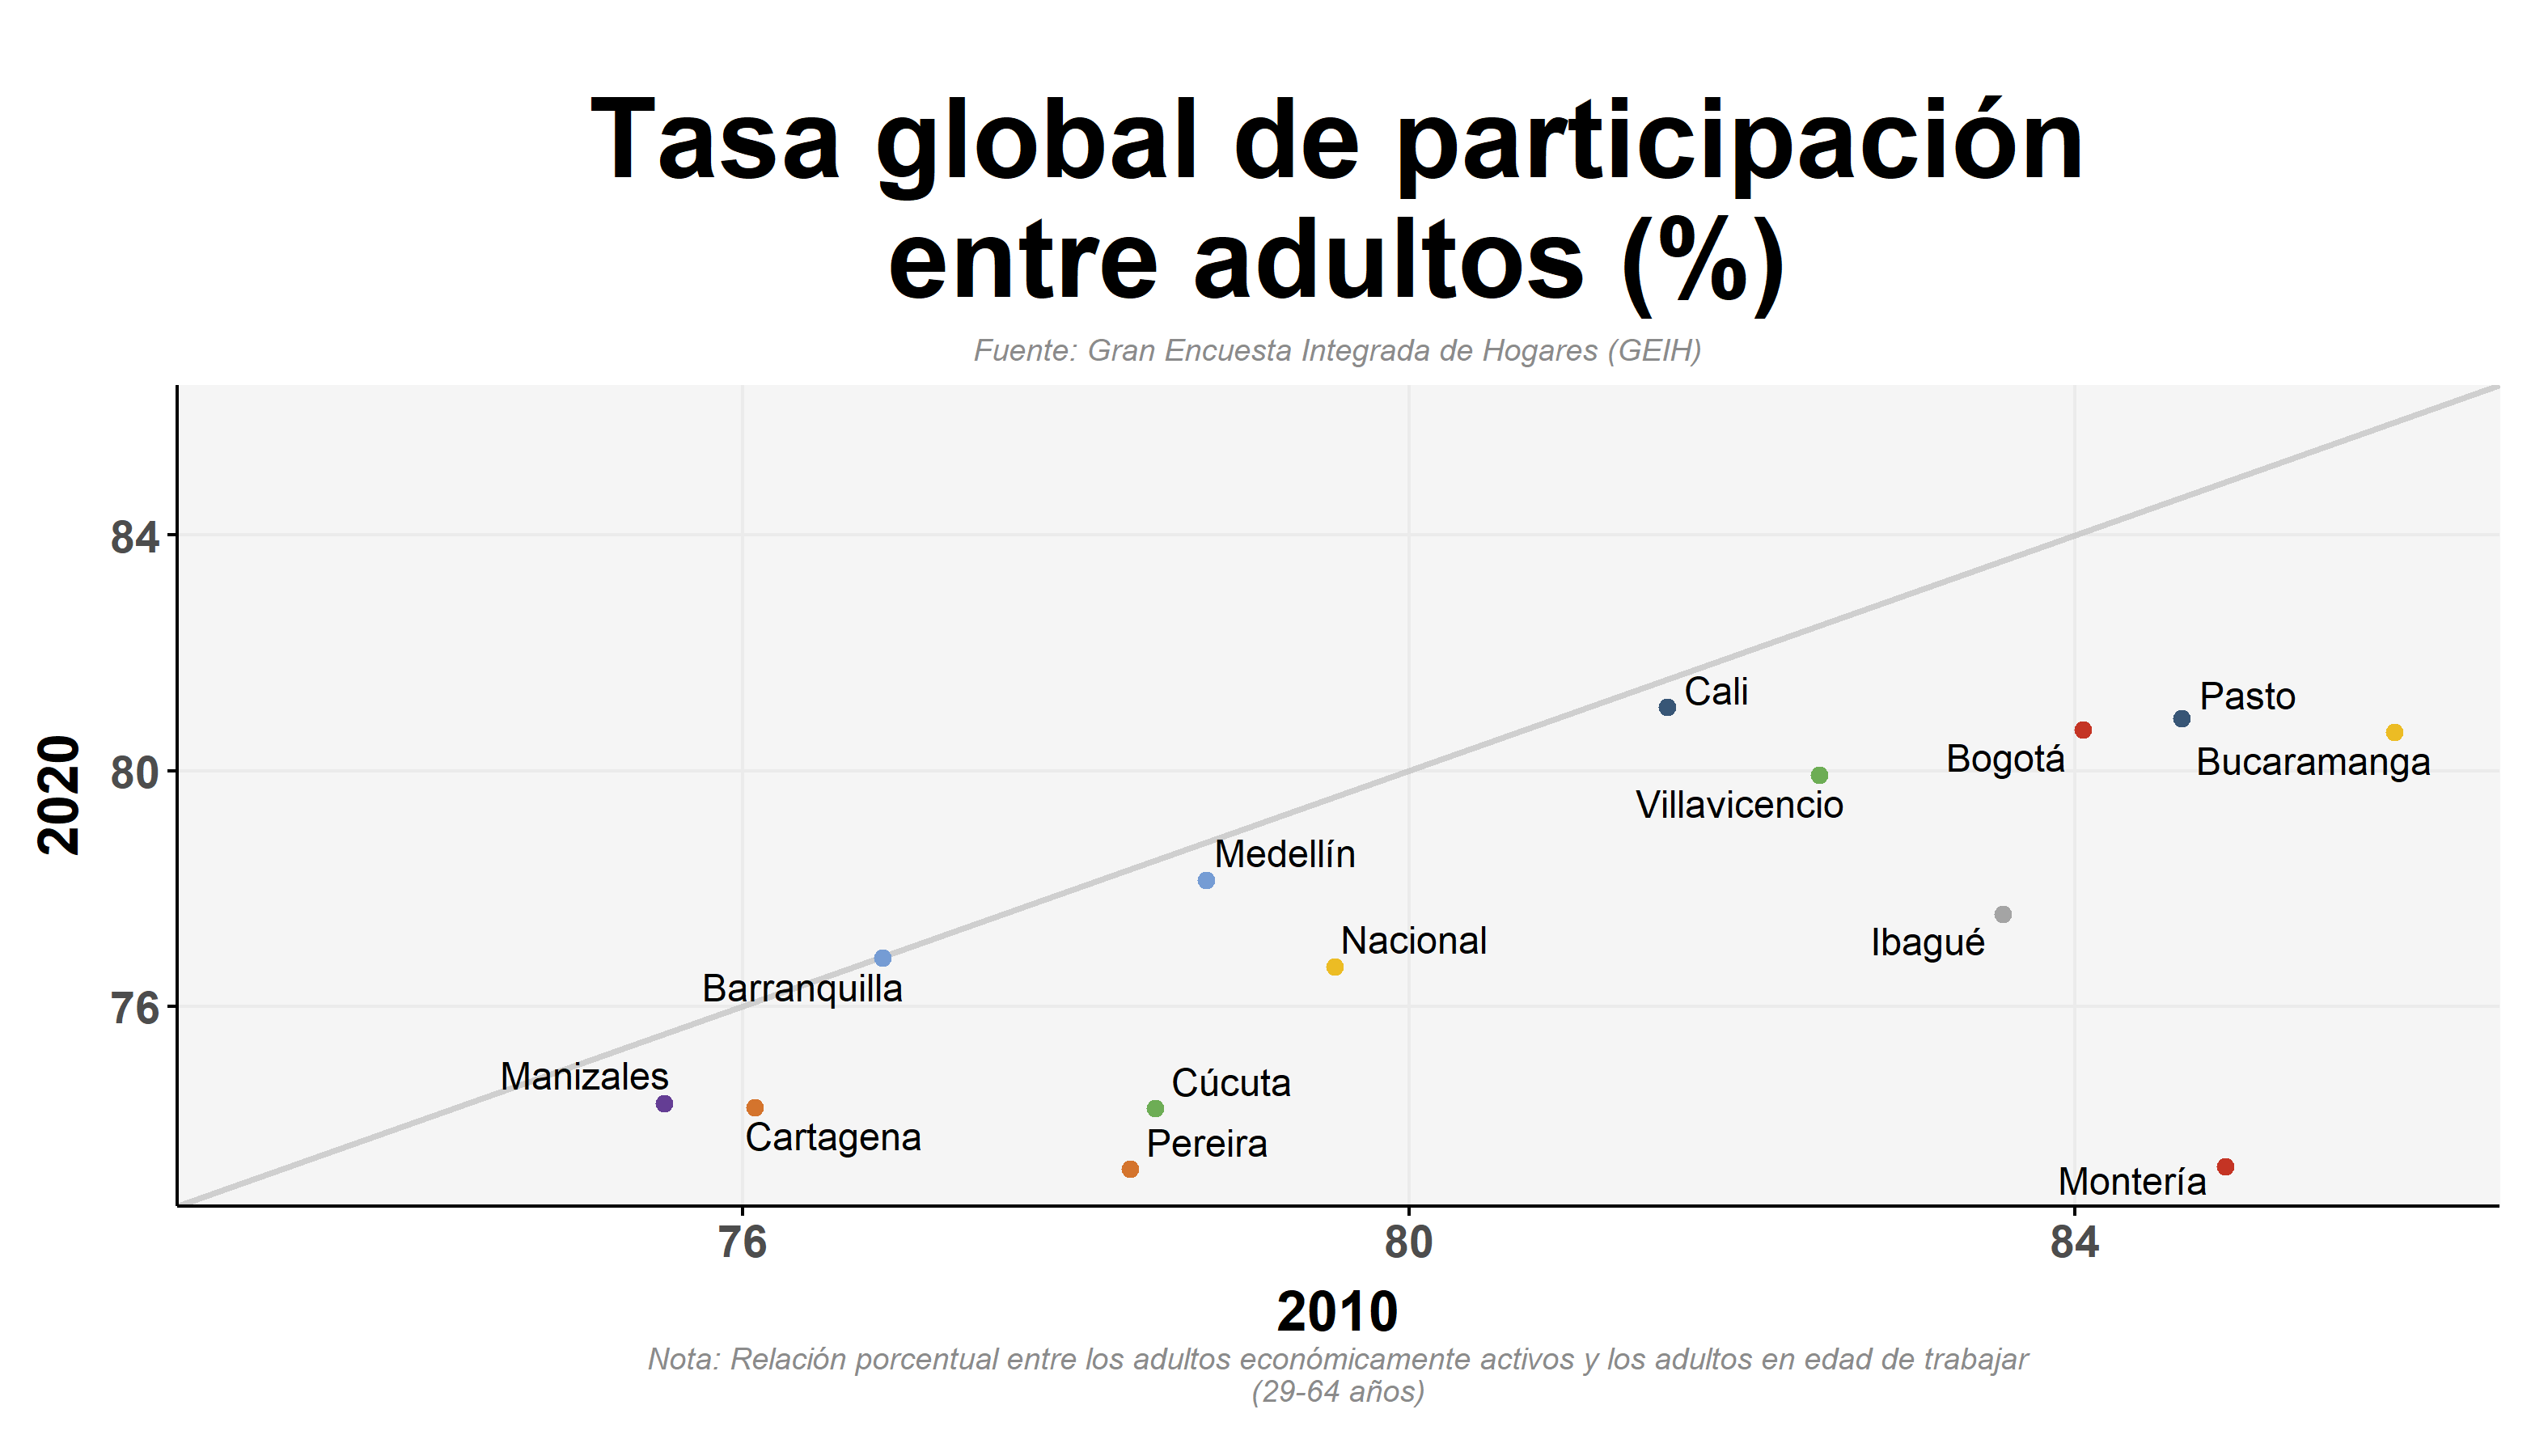 Tasa global de participación
entre adultos (%)
Fuente: Gran Encuesta Integrada de Hogares (GEIH)
84
80
76
2020
Cali
Pasto
Bogotá
Bucaramanga
Villavicencio
Medellín
Nacional
Ibagué
Barranquilla
Manizales
Cúcuta
Cartagena
Pereira
Montería
76
80
84
2010
Nota: Relación porcentual entre los adultos económicamente activos y los adultos en edad de trabajar
(29-64 años)